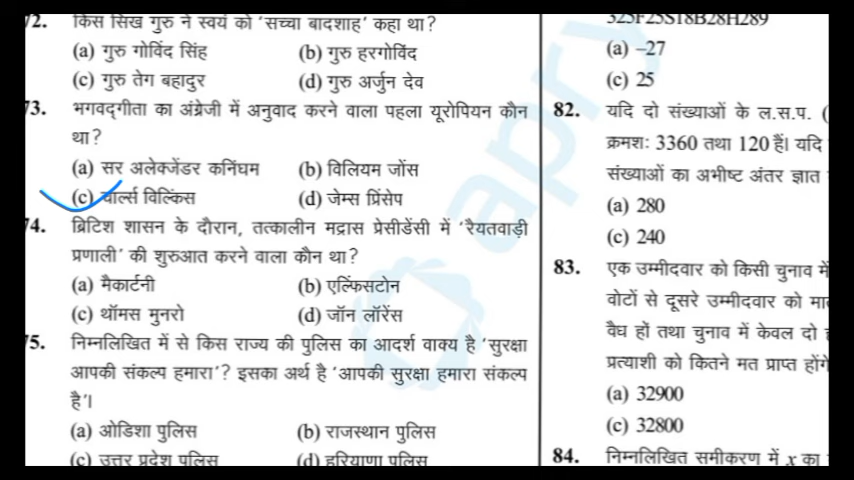 72. किस सिख गुरु ने स्वयं को ‘सच्चा बादशाह’ कहा था?
(a) गुरु गोविंद सिंह (b) गुरु हरगोविंद
(c) गुरु तेग बहादुर (d) गुरु अर्जुन देव
73. भगवद्गीता का अंग्रेजी में अनुवाद करने वाला पहला यूरोपियन कौन
था?
(a) सर अलेक्जेंडर कनिंघम (b) विलियम जोंस
(c) चार्ल्स विल्किंस (d) जेम्स प्रिंसेप
74. ब्रिटिश शासन के दौरान, तत्कालीन मद्रास प्रेसीडेंसी में ‘रैयतवाड़ी
प्रणाली’ की शुरुआत करने वाला कौन था?
(a) मैकार्टनी (b) एल्फिंसटोन
(c) थॉमस मुनरो (d) जॉन लॉरेंस
75. निम्नलिखित में से किस राज्य की पुलिस का आदर्श वाक्य है ‘सुरक्षा
आपकी संकल्प हमारा’? इसका अर्थ है ‘आपकी सुरक्षा हमारा संकल्प
है’।
(a) ओडिशा पुलिस (b) राजस्थान पुलिस
(c) उत्तर प्रदेश पुलिस (d) हरियाणा पुलिस
325F25S18B28H289
(a) –27
(c) 25
82. यदि दो संख्याओं के ल.स.प. (
क्रमशः 3360 तथा 120 हैं। यदि
संख्याओं का अभीष्ट अंतर ज्ञात
(a) 280
(c) 240
83. एक उम्मीदवार को किसी चुनाव में
वोटों से दूसरे उम्मीदवार को मा
वैध हों तथा चुनाव में केवल दो
प्रत्याशी को कितने मत प्राप्त होंगे
(a) 32900
(c) 32800
84. निम्नलिखित समीकरण में x का
apry